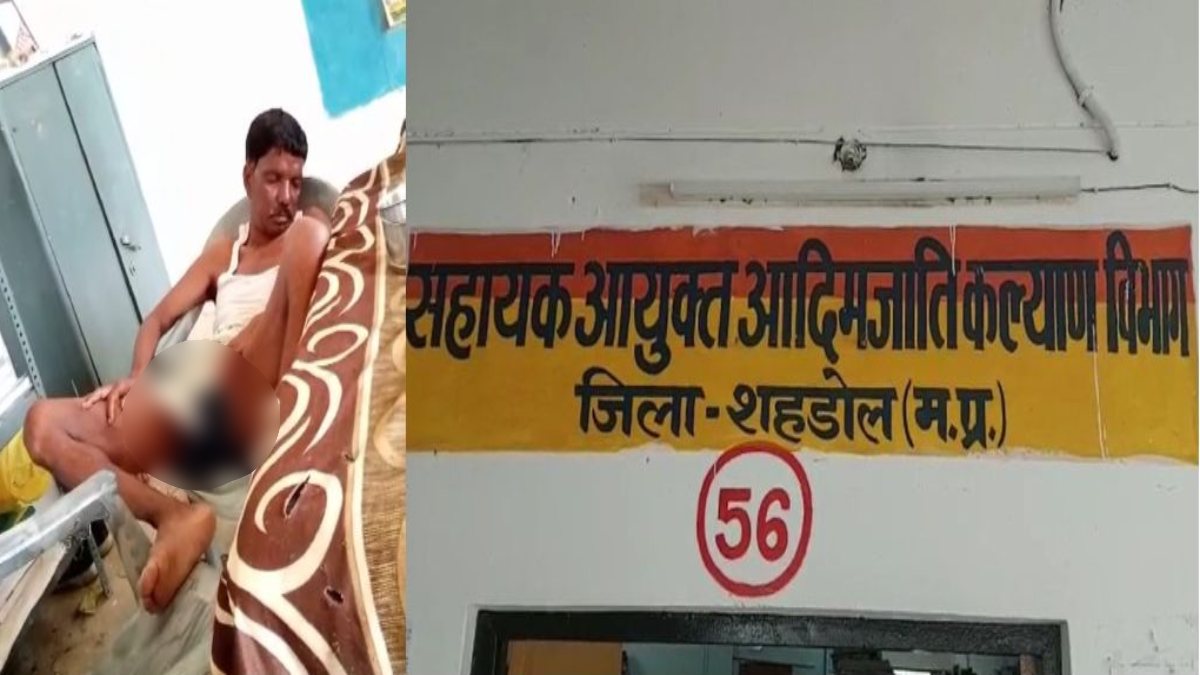 सहायक आयुक्त आदिमजाति कल्याण विभाग
जिला - शहडोल (म.प्र.)
56